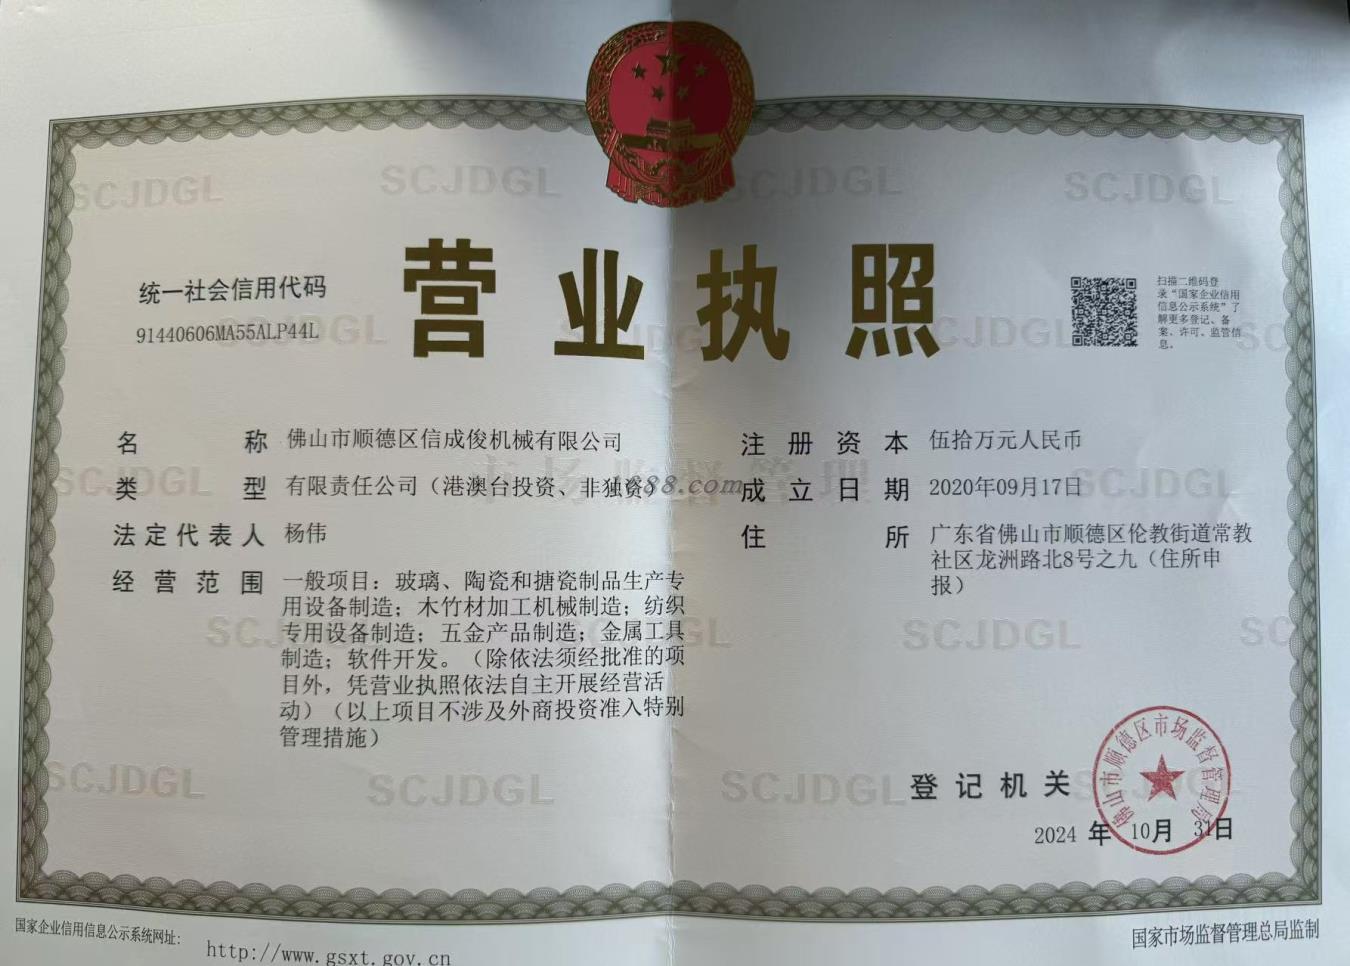 SCJDGL
SCJDGL
SCJDGL
SCJDGL
营业执照
统一社会信用代码
91440606MA55ALP44L
扫描二维码登
录“国家企业信用
信息公示系统”了
解更多登记、备
案、许可、监管信
息。
名称 佛山市顺德区信成俊机械有限公司
类型 有限责任公司（港澳台投资、非独资）
88.com
法定代表人 杨伟
经营范围 一般项目：玻璃、陶瓷和搪瓷制品生产专
用设备制造；木竹材加工机械制造；纺织
专用设备制造；五金产品制造；金属工具
制造；软件开发。（除依法须经批准的项
目外，凭营业执照依法自主开展经营活
动）（以上项目不涉及外商投资准入特别
管理措施）
注册资本 伍拾万元人民币
成立日期 2020年09月17日
住所 广东省佛山市顺德区伦教街道常教
社区龙洲路北8号之九（住所申
报）
市场监督管理
SCJDGL
SCJDGL
SCJDGL
SCJDGL
SCJDGL
SCJDGL
SCJDGL
登记机关
佛山市顺德区市场监督管理局
2024 年 10月 31日
国家企业信用信息公示系统网址：
http://www.gsxt.gov.cn
国家市场监督管理总局监制